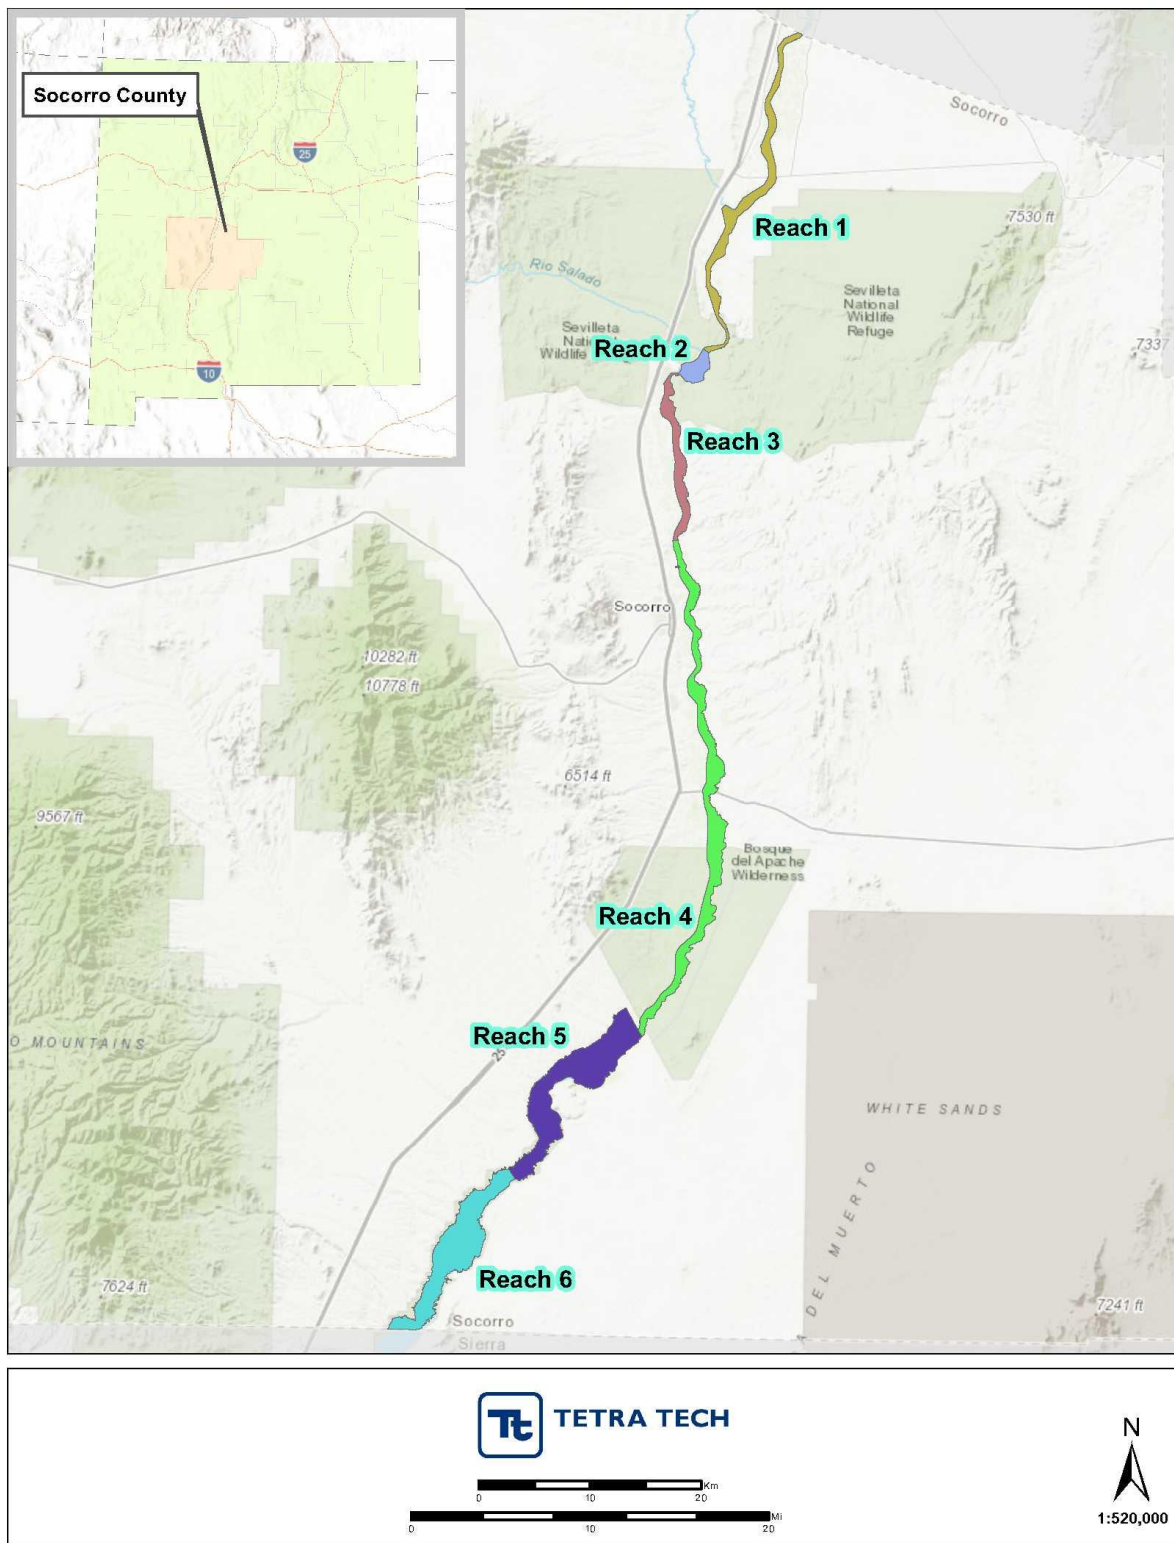 Socorro County
25
10
Socorro
7530 ft
Reach 1
Rio Salado
Sevilleta
National
Wildlife
Refuge
Sevilleta
Wildlife
Reach 2
7337
Reach 3
Socorro
10282 ft
10778 ft
6514 ft
9567 ft
Bosque
del Apache
Wilderness
Reach 4
Reach 5
O MOUNTAINS
25
WHITE SANDS
DEL MUERTO
Reach 6
7624 ft
7241 ft
Socorro
Sierra
Tt TETRA TECH
Km
0 10 20
Mi
0 10 20
N
1:520,000